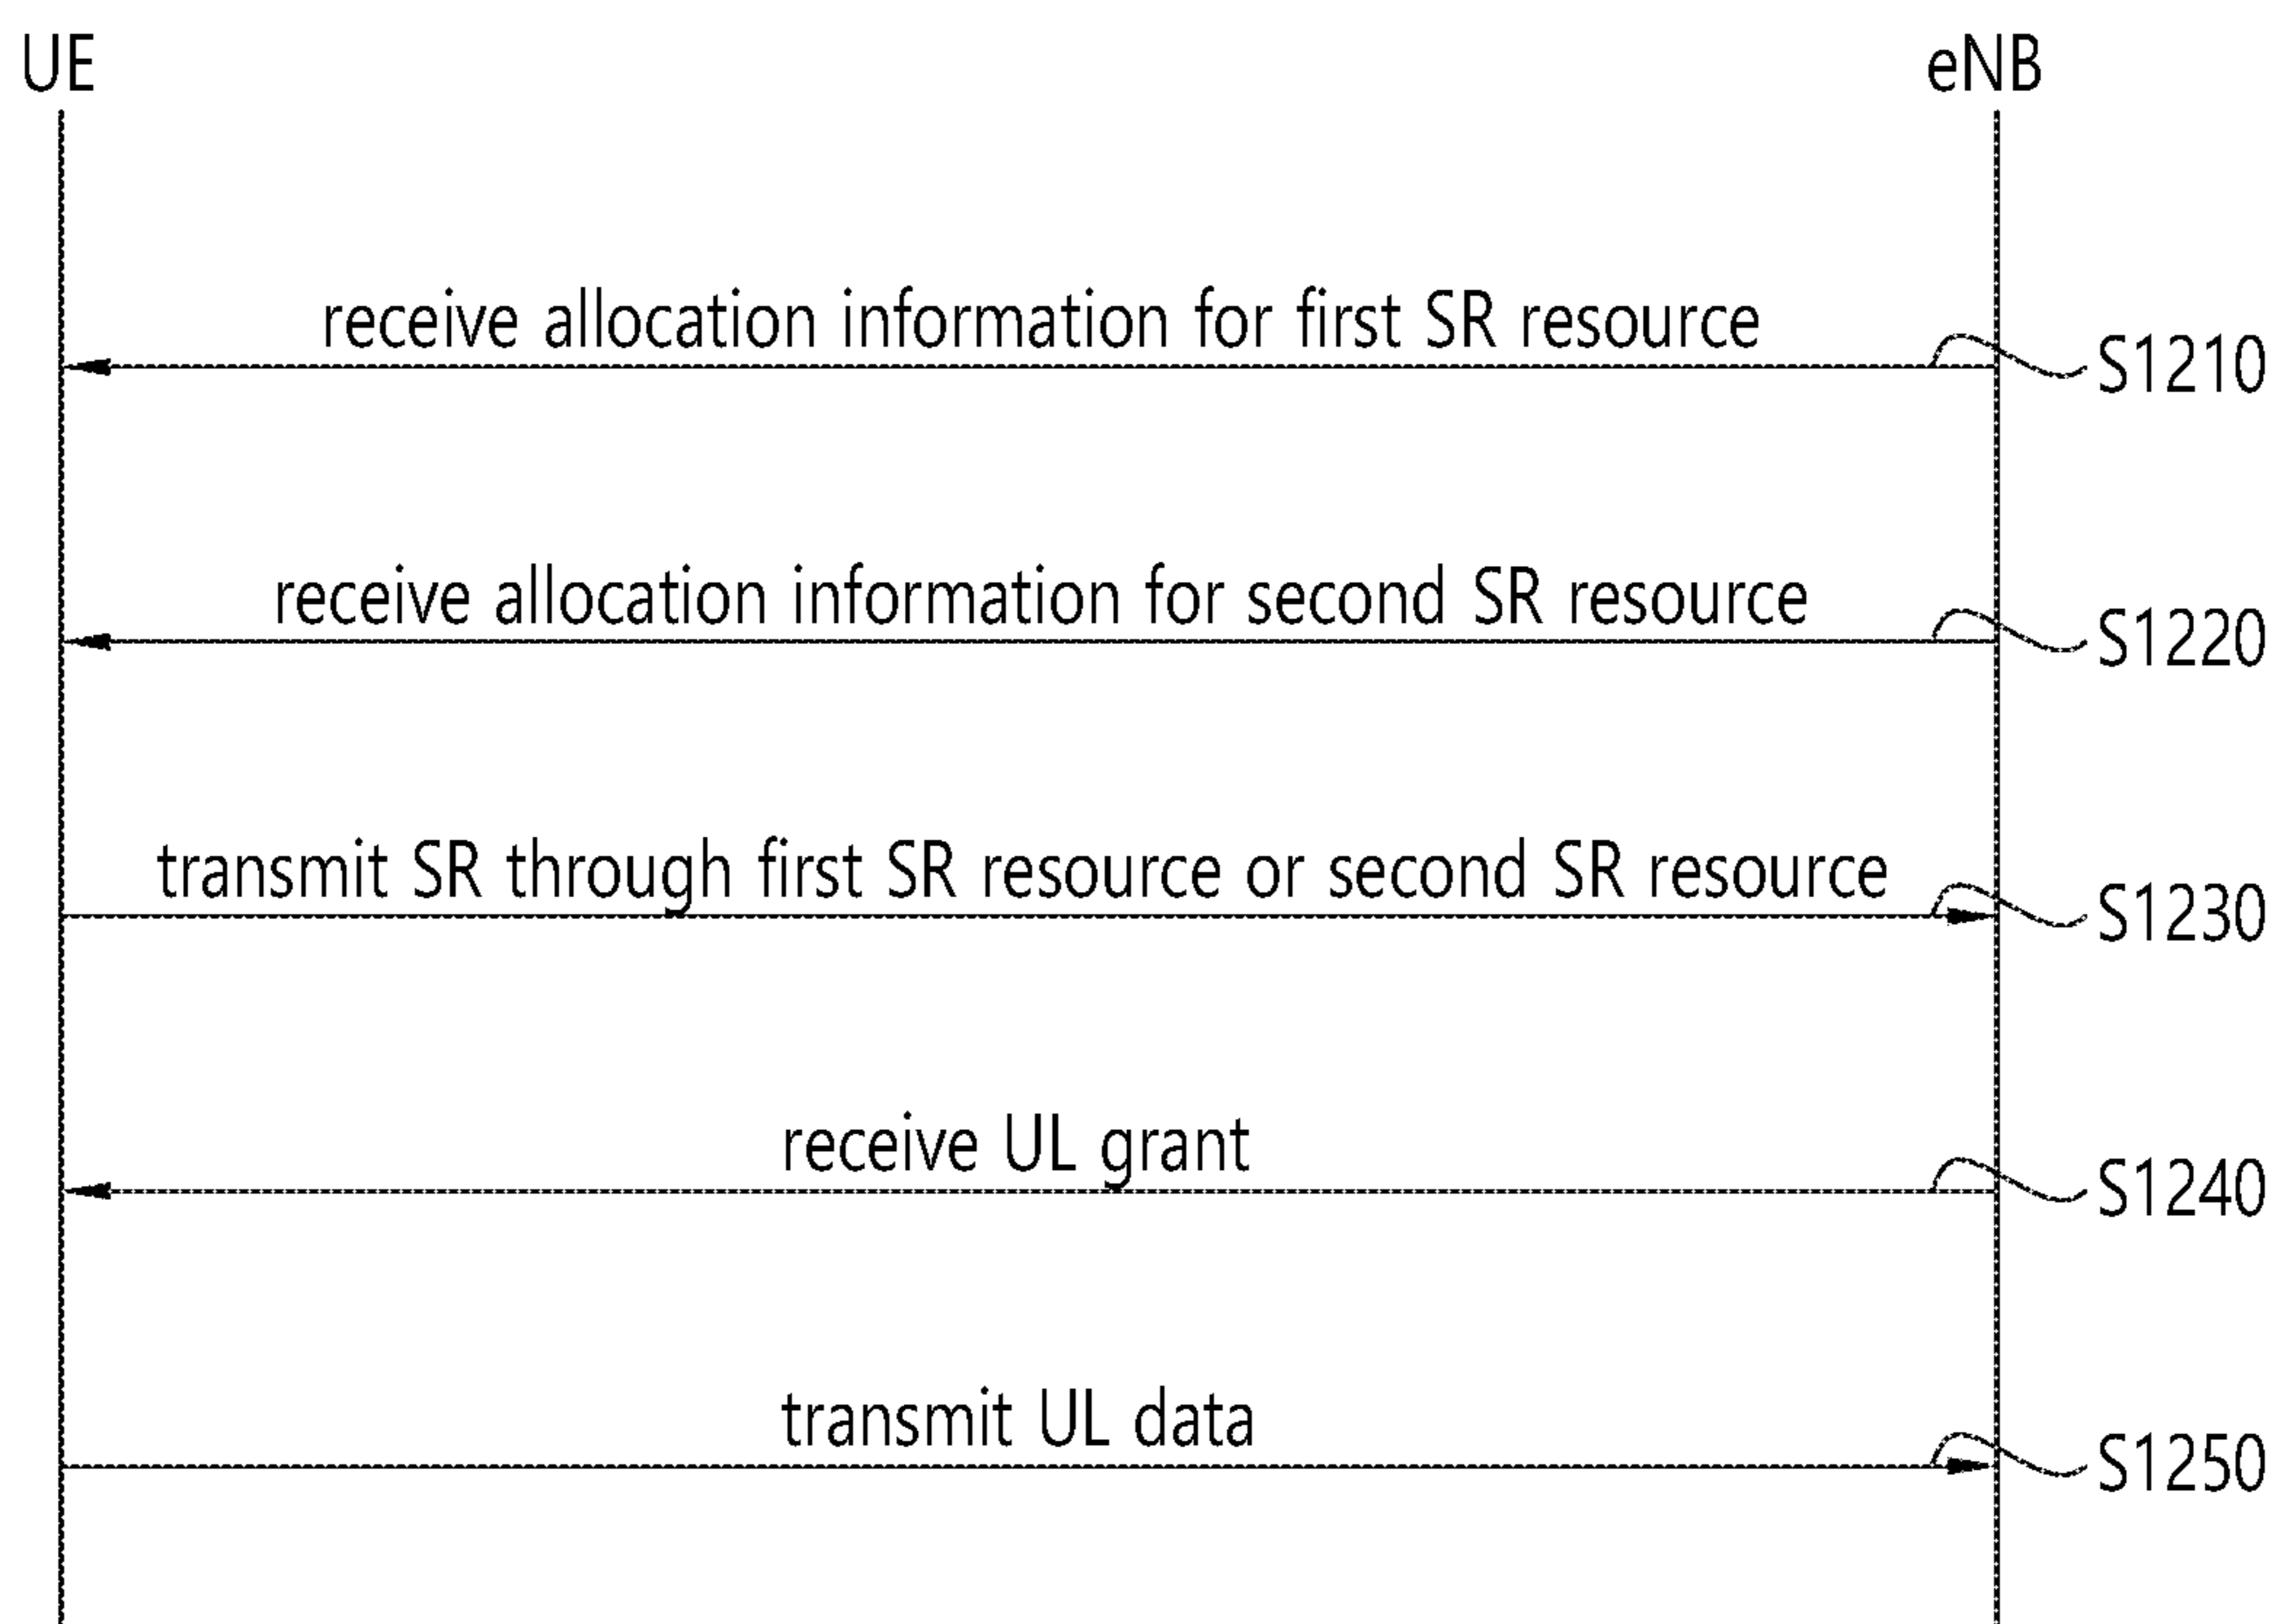 UE eNB
receive allocation information for first SR resource
S1210
receive allocation information for second SR resource
S1220
transmit SR through first SR resource or second SR resource
S1230
receive UL grant
S1240
transmit UL data
S1250